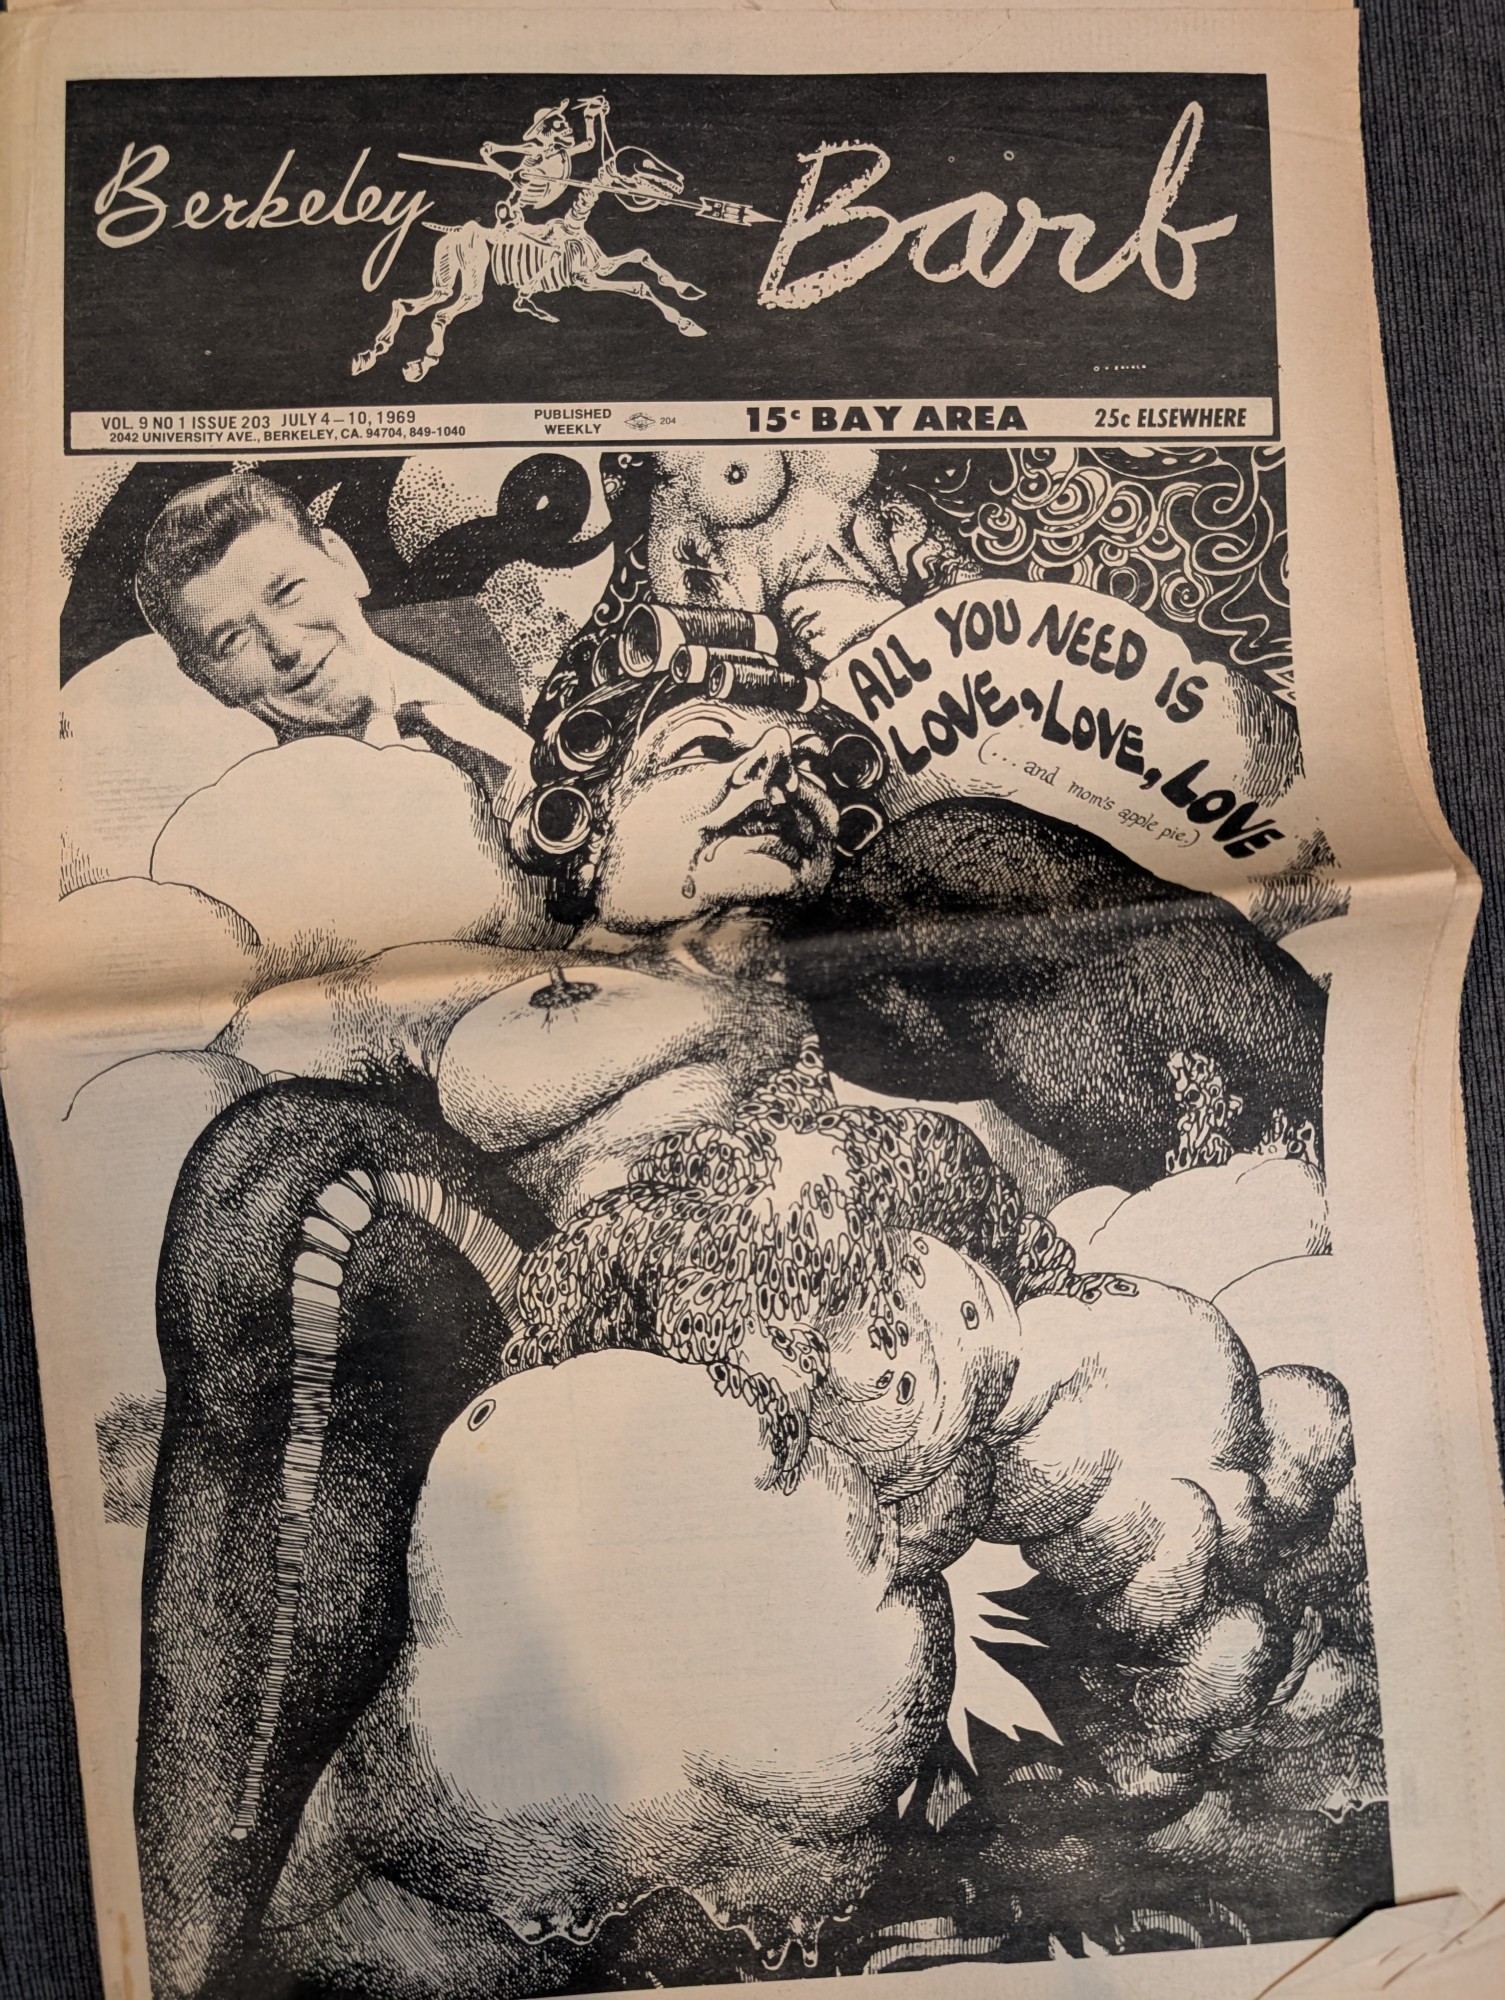 Berkeley Barb
VOL. 9 NO 1 ISSUE 203 JULY 4–10, 1969
2042 UNIVERSITY AVE., BERKELEY, CA. 94704, 849-1040
PUBLISHED
WEEKLY
204
15¢ BAY AREA
25c ELSEWHERE
ALL YOU NEED IS
LOVE, LOVE, LOVE
(...and mom's apple pie.)